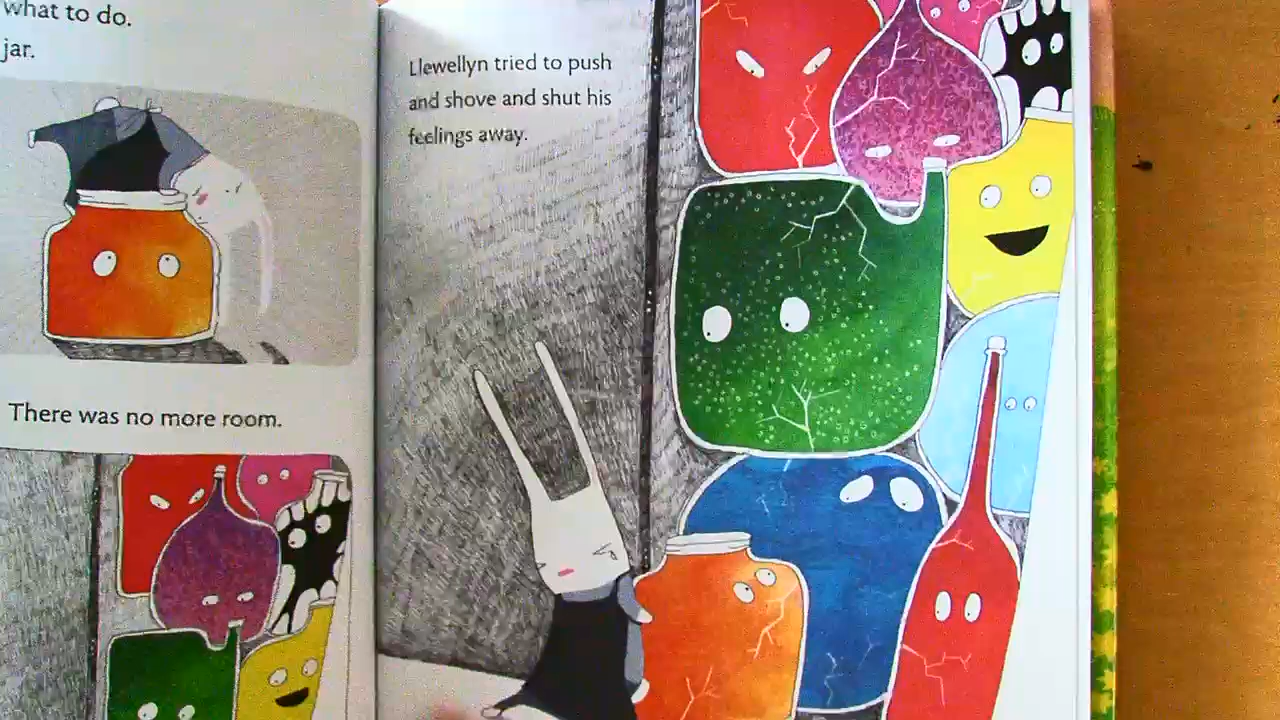 what to do.
jar.
There was no more room.
Llewellyn tried to push
and shove and shut his
feelings away.